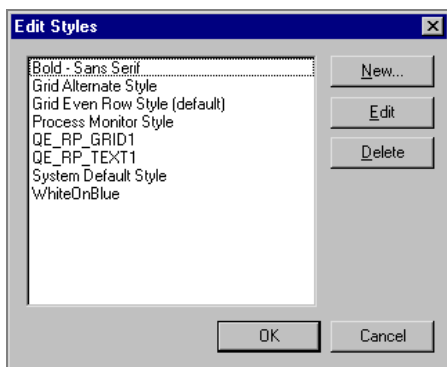 Edit Styles
Bold - Sans Serif
Grid Alternate Style
Grid Even Row Style (default)
Process Monitor Style
QE_RP_GRID1
QE_RP_TEXT1
System Default Style
WhiteOnBlue
New...
Edit
Delete
OK
Cancel